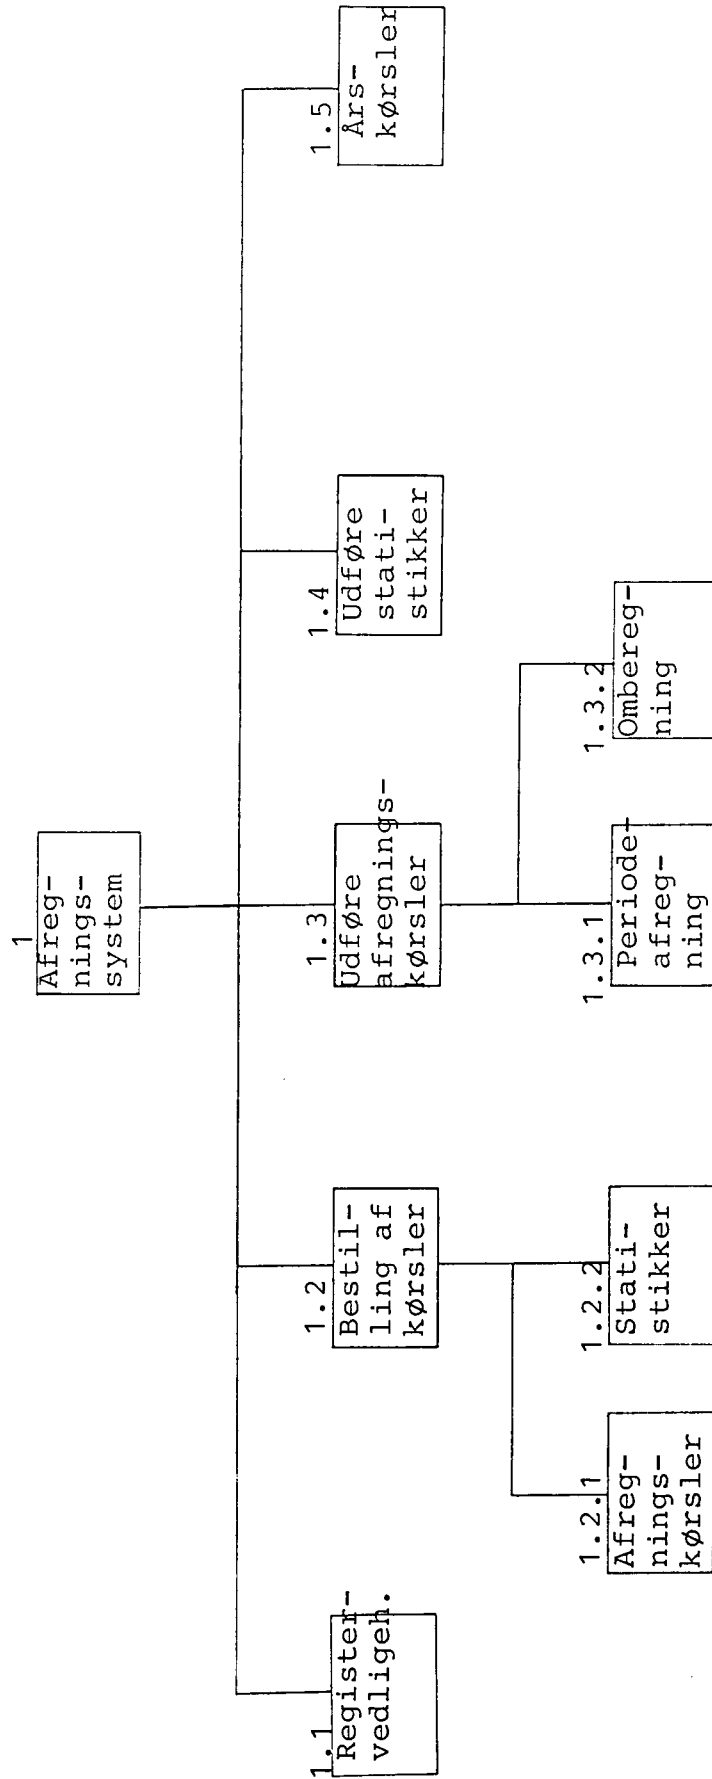 1
Afreg-
nings-
system
1.1
Register-
vedligeh.
1.2
Bestil-
ling af
kørsler
1.3
Udføre
afregnings-
kørsler
1.4
Udføre
stati-
stikker
1.5
Års-
kørsler
1.2.1
Afreg-
nings-
kørsler
1.2.2
Stati-
stikker
1.3.1
Periode-
afreg-
ning
1.3.2
Ombereg-
ning